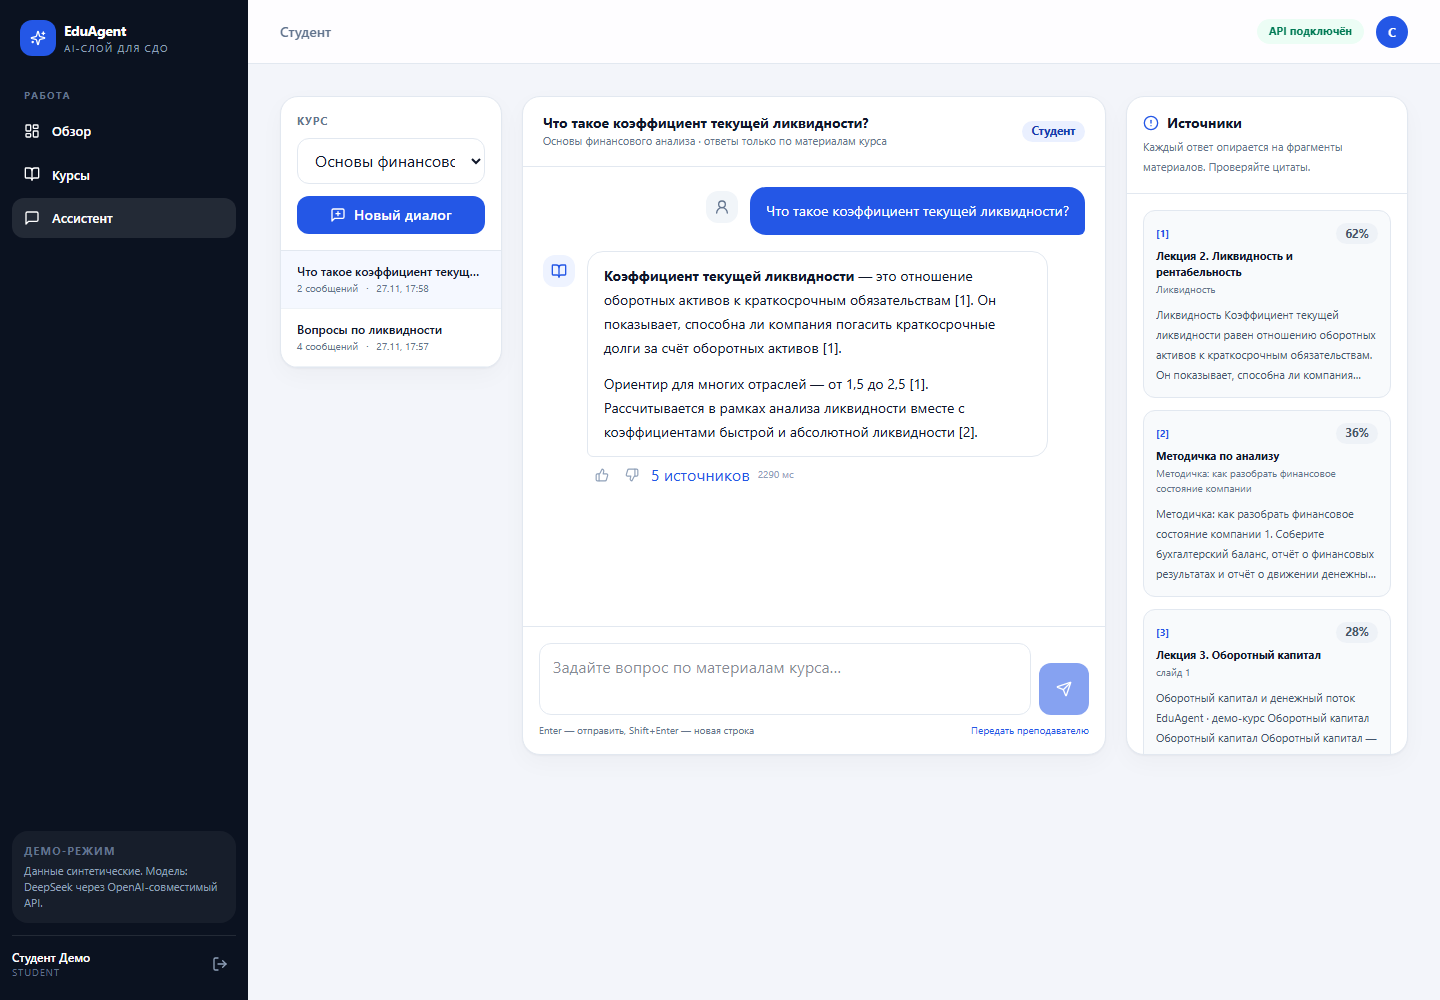 EduAgent
AI-СЛОЙ ДЛЯ СДО
РАБОТА
Обзор
Курсы
Ассистент
ДЕМО-РЕЖИМ
Данные синтетические. Модель:
DeepSeek через OpenAI-совместимый
API.
Студент Демо
STUDENT
Студент
API подключён
С
КУРС
Основы финансовс
Новый диалог
Что такое коэффициент текущ...
2 сообщений · 27.11, 17:58
Вопросы по ликвидности
4 сообщений · 27.11, 17:57
Что такое коэффициент текущей ликвидности?
Основы финансового анализа · ответы только по материалам курса
Студент
Что такое коэффициент текущей ликвидности?
Коэффициент текущей ликвидности — это отношение
оборотных активов к краткосрочным обязательствам [1]. Он
показывает, способна ли компания погасить краткосрочные
долги за счёт оборотных активов [1].
Ориентир для многих отраслей — от 1,5 до 2,5 [1].
Рассчитывается в рамках анализа ликвидности вместе с
коэффициентами быстрой и абсолютной ликвидности [2].
5 источников 2290 мс
Задайте вопрос по материалам курса...
Enter — отправить, Shift+Enter — новая строка
Передать преподавателю
Источники
Каждый ответ опирается на фрагменты
материалов. Проверяйте цитаты.
[1] 62%
Лекция 2. Ликвидность и
рентабельность
Ликвидность
Ликвидность Коэффициент текущей
ликвидности равен отношению оборотных
активов к краткосрочным обязательствам.
Он показывает, способна ли компания...
[2] 36%
Методичка по анализу
Методичка: как разобрать финансовое
состояние компании
Методичка: как разобрать финансовое
состояние компании 1. Соберите
бухгалтерский баланс, отчёт о финансовых
результатах и отчёт о движении денежны...
[3] 28%
Лекция 3. Оборотный капитал
слайд 1
Оборотный капитал и денежный поток
EduAgent · демо-курс Оборотный капитал
Оборотный капитал Оборотный капитал —